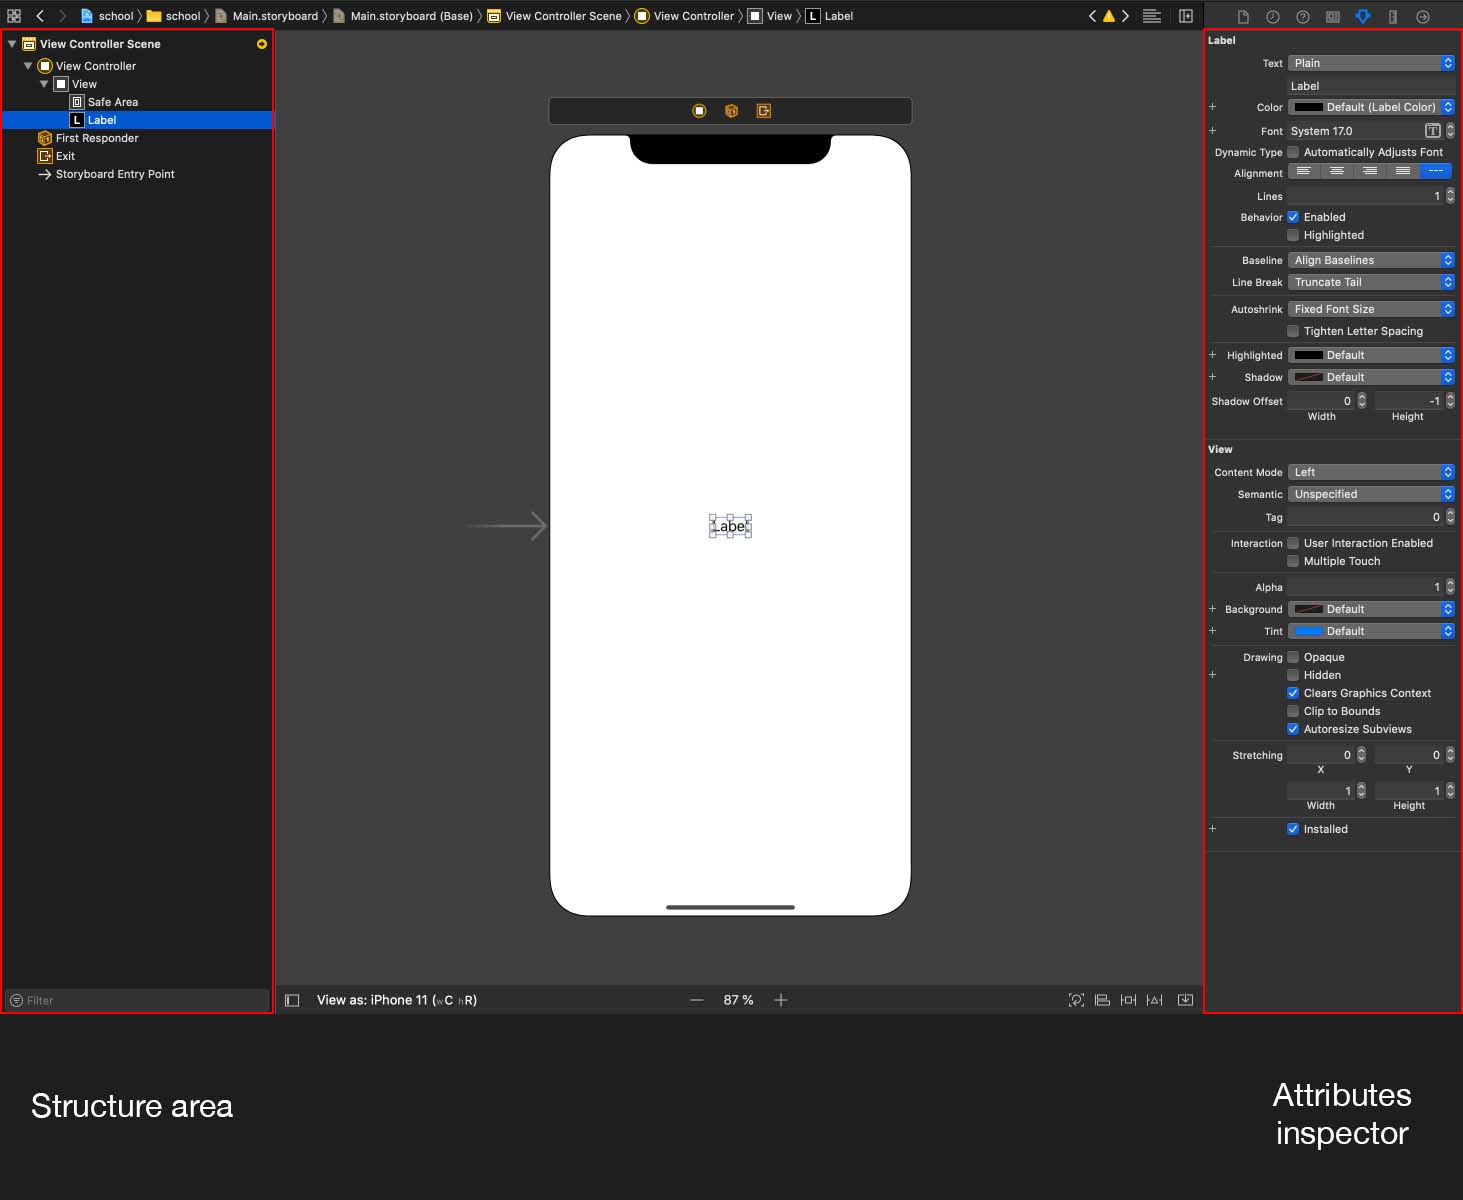 school school Main.storyboard Main.storyboard (Base) View Controller Scene View Controller View L Label
View Controller Scene
View Controller
View
Safe Area
L Label
First Responder
Exit
Storyboard Entry Point
Filter
Label
View as: iPhone 11 (wC hR)
87 %
Label
Text Plain
Label
Color Default (Label Color)
Font System 17.0 T
Dynamic Type Automatically Adjusts Font
Alignment
Lines 1
Behavior Enabled
Highlighted
Baseline Align Baselines
Line Break Truncate Tail
Autoshrink Fixed Font Size
Tighten Letter Spacing
Highlighted Default
Shadow Default
Shadow Offset 0 -1
Width Height
View
Content Mode Left
Semantic Unspecified
Tag 0
Interaction User Interaction Enabled
Multiple Touch
Alpha 1
Background Default
Tint Default
Drawing Opaque
Hidden
Clears Graphics Context
Clip to Bounds
Autoresize Subviews
Stretching 0 0
X Y
1 1
Width Height
Installed
Structure area
Attributes
inspector